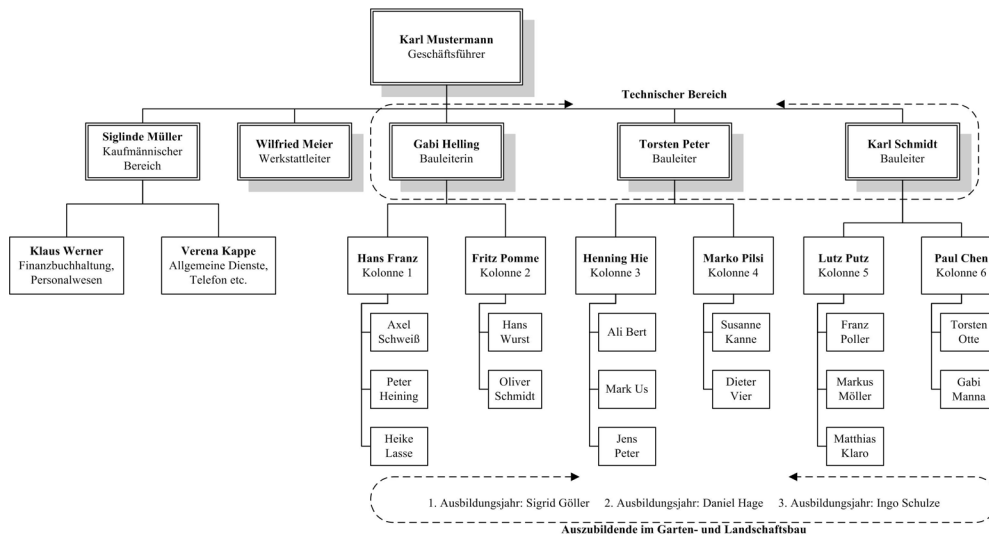 Karl Mustermann
Geschäftsführer
Technischer Bereich
Siglinde Müller
Kaufmännischer
Bereich
Wilfried Meier
Werkstattleiter
Gabi Helling
Bauleiterin
Torsten Peter
Bauleiter
Karl Schmidt
Bauleiter
Klaus Werner
Finanzbuchhaltung,
Personalwesen
Verena Kappe
Allgemeine Dienste,
Telefon etc.
Hans Franz
Kolonne 1
Fritz Pomme
Kolonne 2
Henning Hie
Kolonne 3
Marko Pilsi
Kolonne 4
Lutz Putz
Kolonne 5
Paul Chen
Kolonne 6
Axel
Schweiß
Peter
Heining
Heike
Lasse
Hans
Wurst
Oliver
Schmidt
Ali Bert
Mark Us
Jens
Peter
Susanne
Kanne
Dieter
Vier
Franz
Poller
Markus
Möller
Matthias
Klaro
Torsten
Otte
Gabi
Manna
1. Ausbildungsjahr: Sigrid Göller 2. Ausbildungsjahr: Daniel Hage 3. Ausbildungsjahr: Ingo Schulze
Auszubildende im Garten- und Landschaftsbau